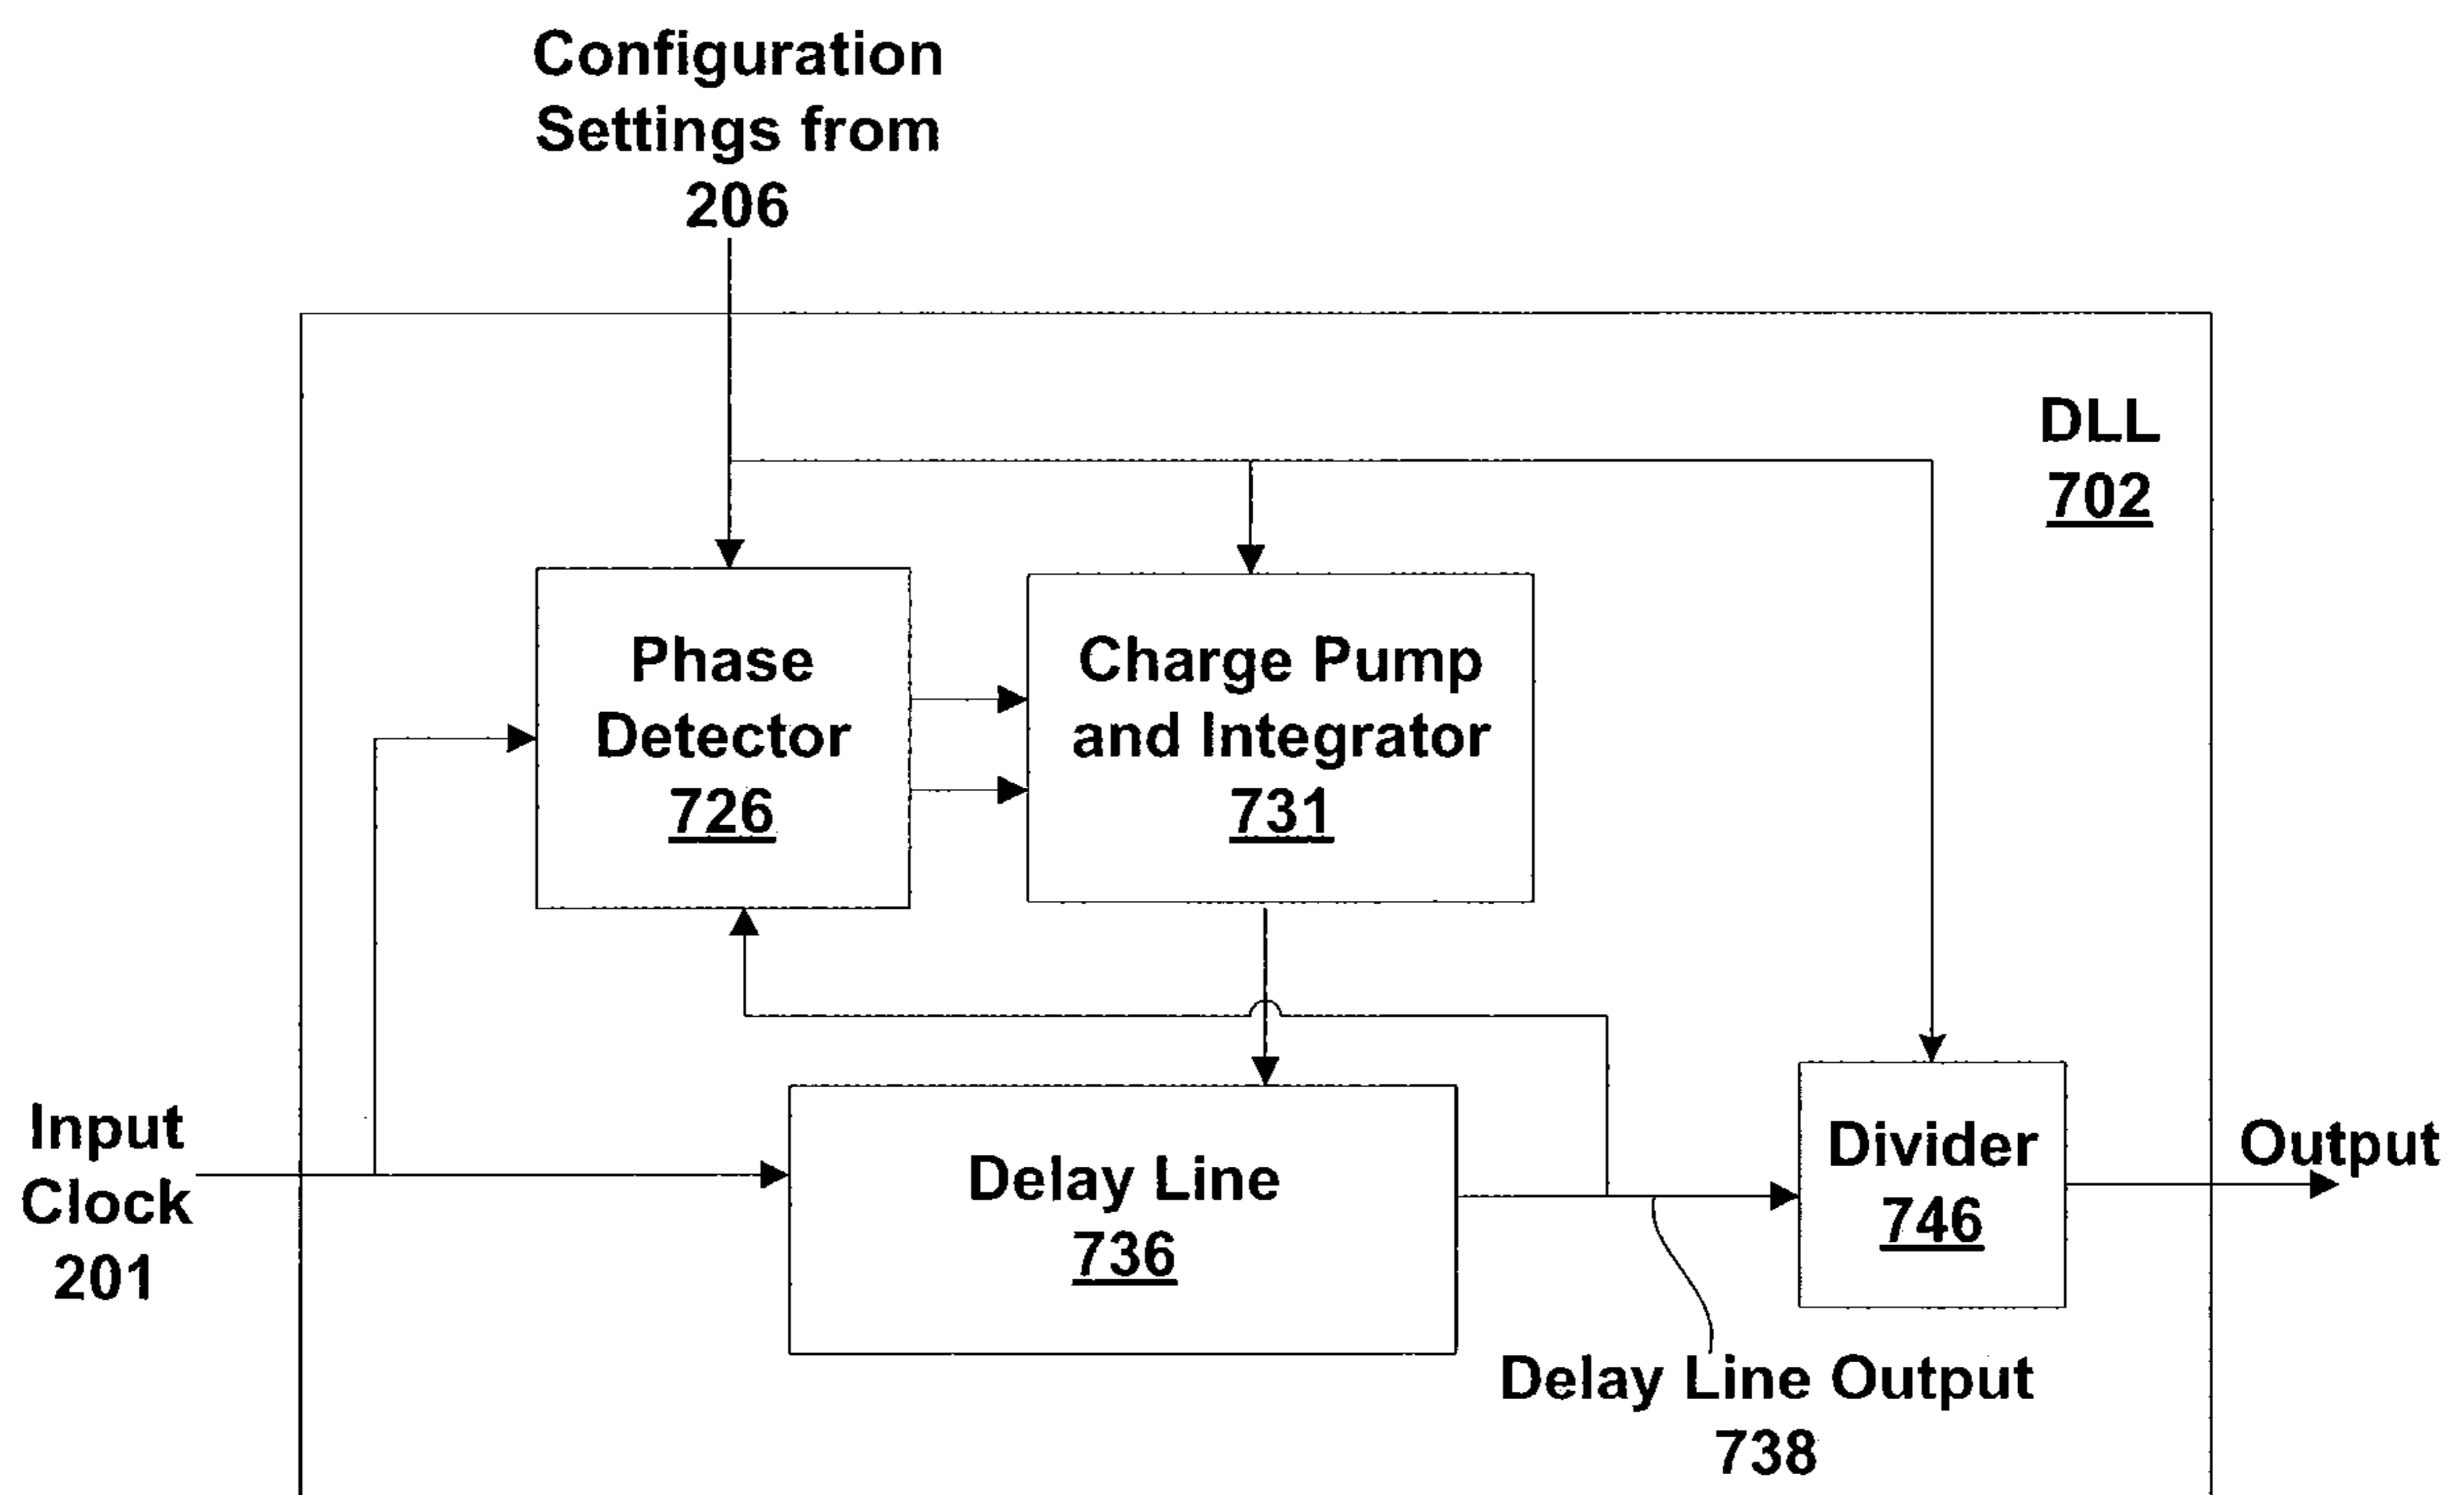 Configuration
Settings from
206
DLL
702
Phase
Detector
726
Charge Pump
and Integrator
731
Input
Clock
201
Delay Line
736
Divider
746
Output
Delay Line Output
738